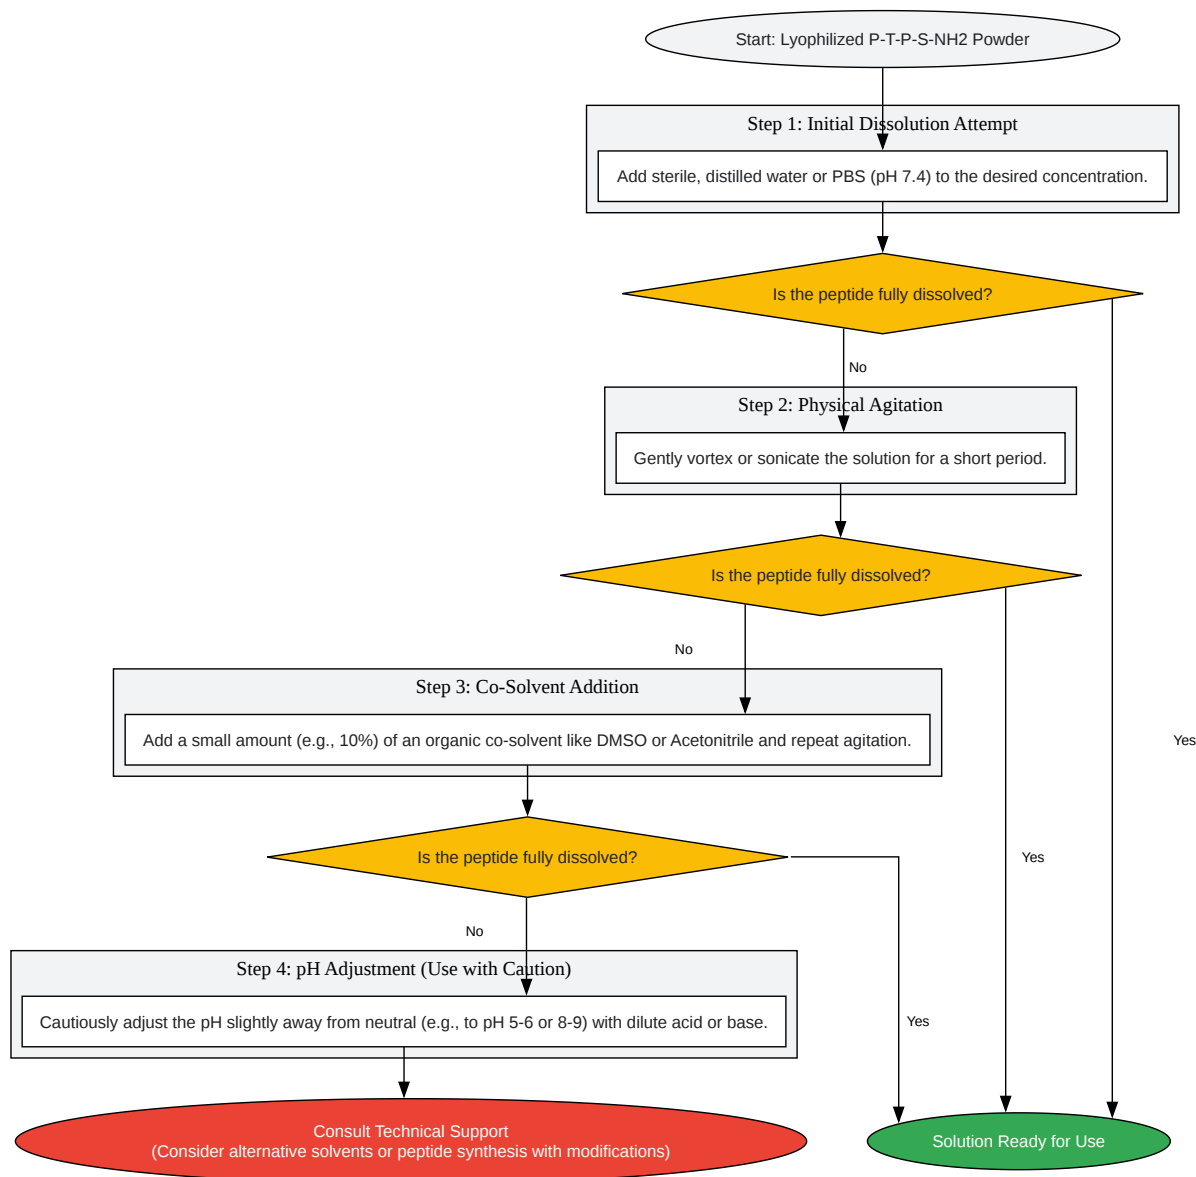 Start: Lyophilized P-T-P-S-NH2 Powder
Step 1: Initial Dissolution Attempt
Add sterile, distilled water or PBS (pH 7.4) to the desired concentration.
Is the peptide fully dissolved?
No
Step 2: Physical Agitation
Gently vortex or sonicate the solution for a short period.
Is the peptide fully dissolved?
No
Step 3: Co-Solvent Addition
Add a small amount (e.g., 10%) of an organic co-solvent like DMSO or Acetonitrile and repeat agitation.
Yes
Is the peptide fully dissolved?
Yes
No
Step 4: pH Adjustment (Use with Caution)
Cautiously adjust the pH slightly away from neutral (e.g., to pH 5-6 or 8-9) with dilute acid or base.
Yes
Consult Technical Support
(Consider alternative solvents or peptide synthesis with modifications)
Solution Ready for Use